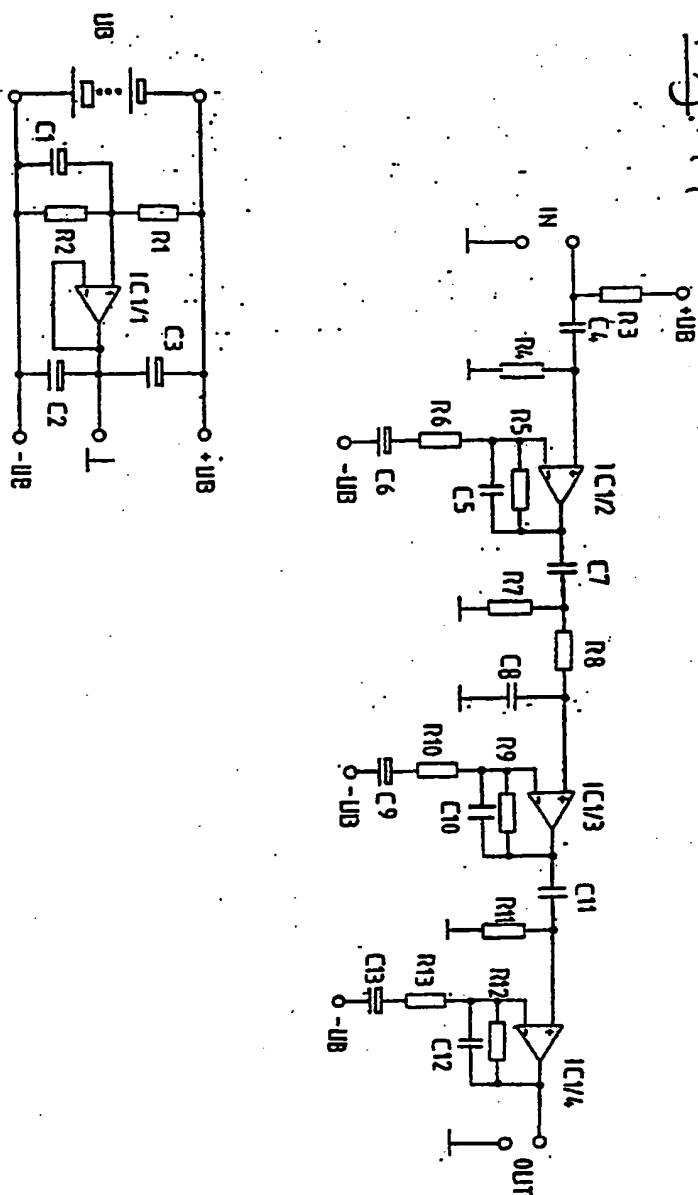 +UB
R3
IN
C4
R4
IC1/2
+
-
R5
R6
C5
C6
-UB
C7
R7
R8
C8
IC1/3
+
-
R9
R10
C10
C9
-UB
C11
R11
IC1/4
+
-
R12
R13
C12
C13
-UB
OUT
UB
C1
R1
R2
IC1/1
C3
C2
+UB
-UB